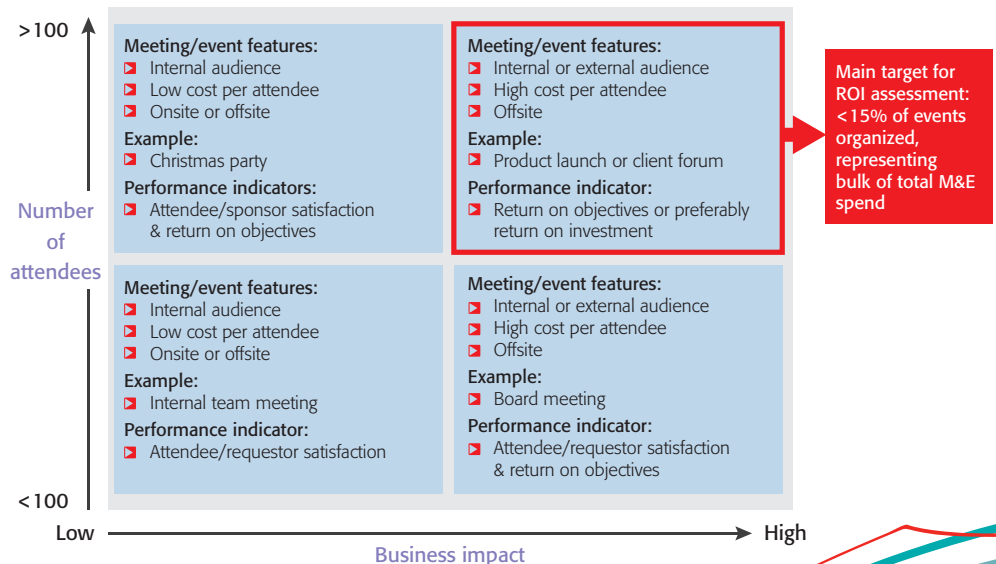 >100
Meeting/event features:
Internal audience
Low cost per attendee
Onsite or offsite
Example:
Christmas party
Performance indicators:
Attendee/sponsor satisfaction
& return on objectives
Meeting/event features:
Internal or external audience
High cost per attendee
Offsite
Example:
Product launch or client forum
Performance indicator:
Return on objectives or preferably
return on investment
Main target for
ROI assessment:
<15% of events
organized,
representing
bulk of total M&E
spend
Number
of
attendees
Meeting/event features:
Internal audience
Low cost per attendee
Onsite or offsite
Example:
Internal team meeting
Performance indicator:
Attendee/requestor satisfaction
Meeting/event features:
Internal or external audience
High cost per attendee
Offsite
Example:
Board meeting
Performance indicator:
Attendee/requestor satisfaction
& return on objectives
<100
Low
High
Business impact